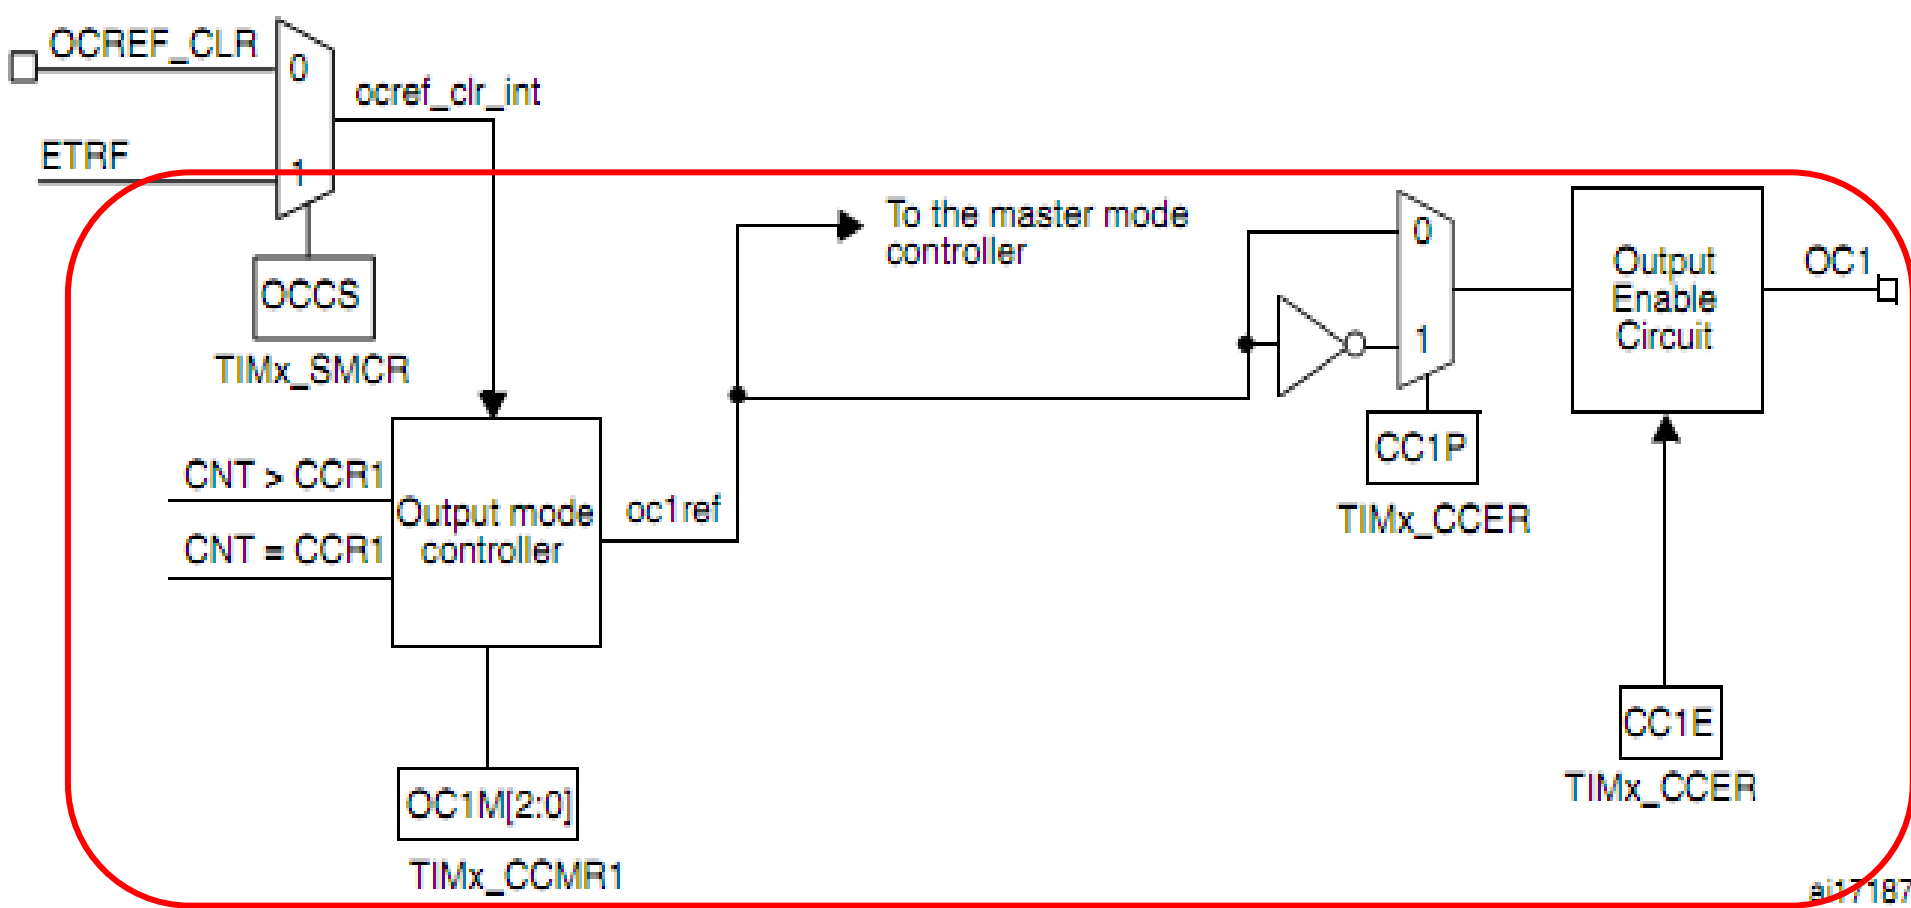 OCREF_CLR
0
ocref_clr_int
ETRF
1
OCCS
TIMx_SMCR
To the master mode
controller
0
1
Output
Enable
Circuit
OC1
CC1P
TIMx_CCER
CNT > CCR1
CNT = CCR1
Output mode
controller
oc1ref
CC1E
TIMx_CCER
OC1M[2:0]
TIMx_CCMR1
ai17187